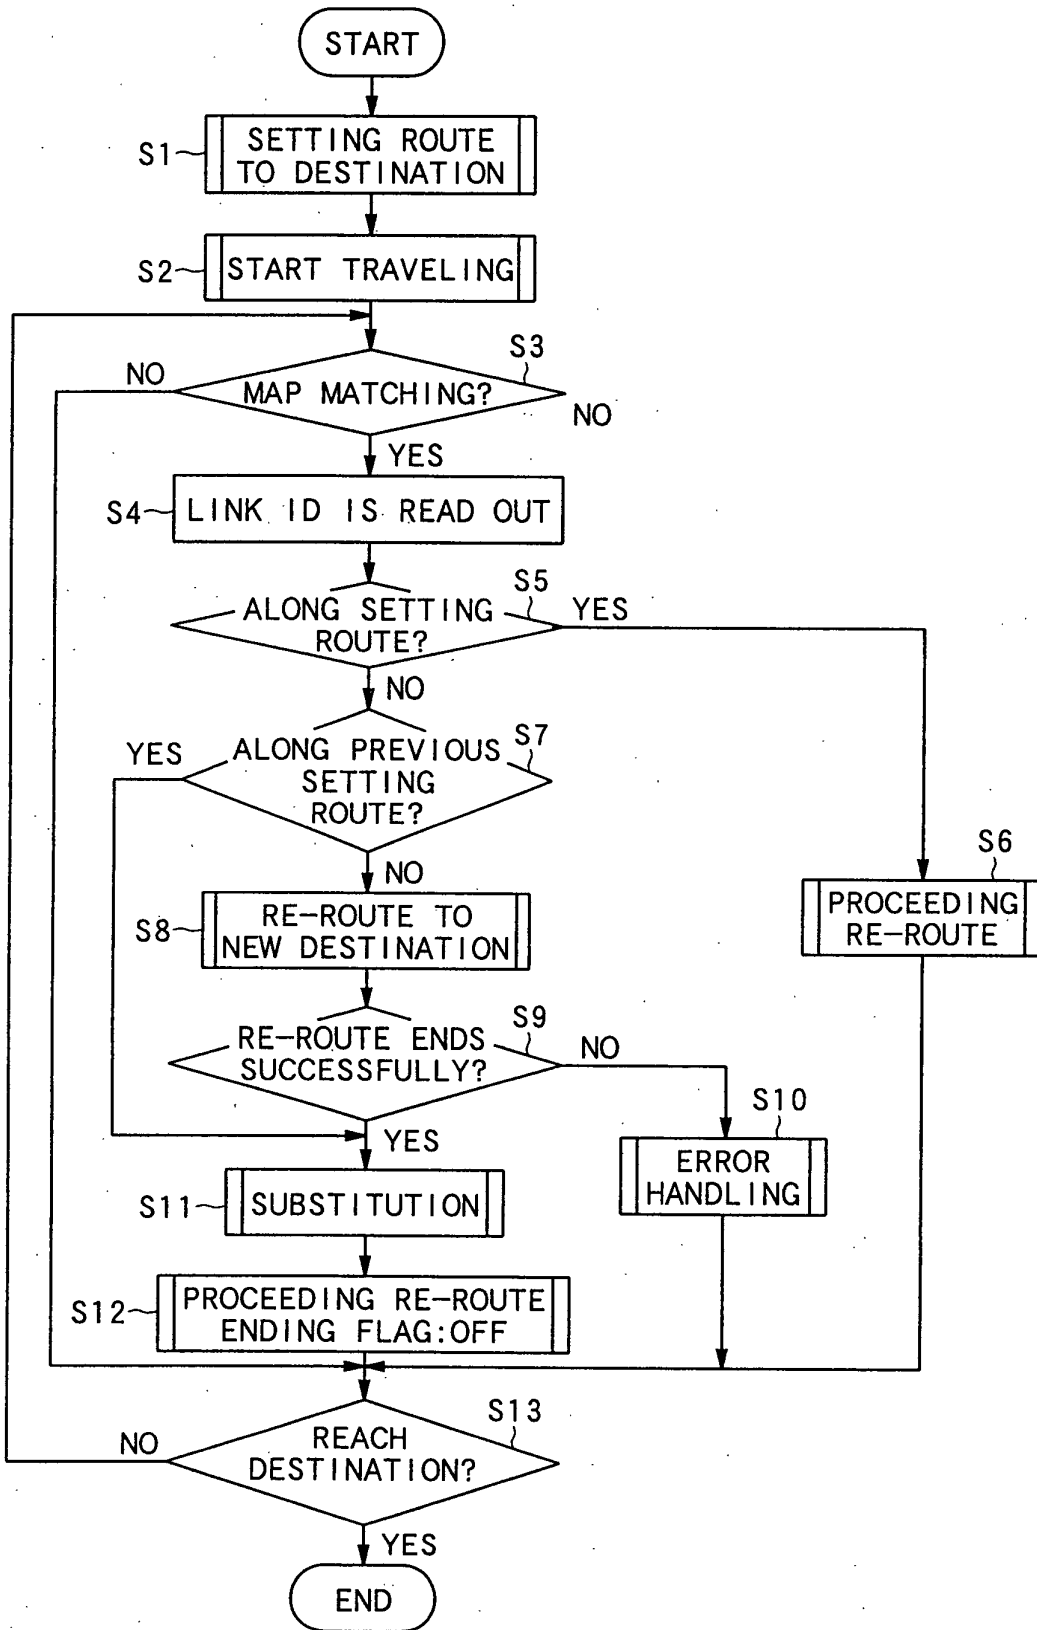 START
S1
SETTING ROUTE
TO DESTINATION
S2
START TRAVELING
S3
NO
MAP MATCHING?
NO
YES
S4
LINK ID IS READ OUT
S5
ALONG SETTING
ROUTE?
YES
NO
S7
YES
ALONG PREVIOUS
SETTING
ROUTE?
NO
S6
PROCEEDING
RE-ROUTE
S8
RE-ROUTE TO
NEW DESTINATION
S9
RE-ROUTE ENDS
SUCCESSFULLY?
NO
YES
S10
ERROR
HANDLING
S11
SUBSTITUTION
S12
PROCEEDING RE-ROUTE
ENDING FLAG:OFF
S13
NO
REACH
DESTINATION?
YES
END